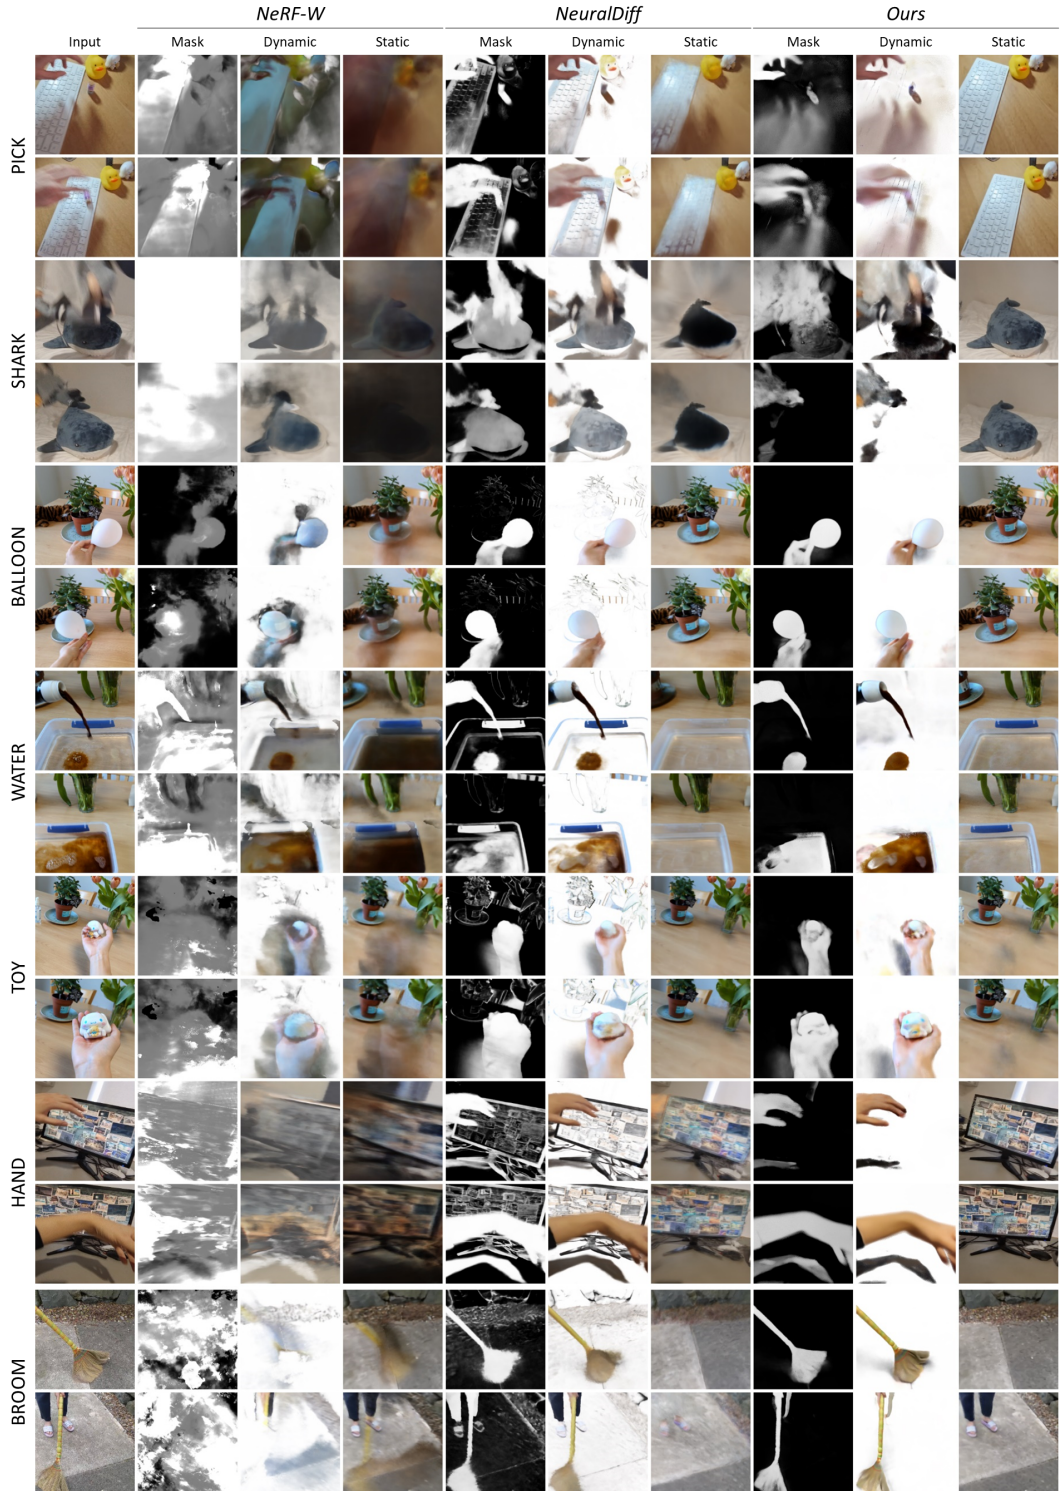 NeRF-W NeuralDiff Ours
Input Mask Dynamic Static Mask Dynamic Static Mask Dynamic Static
PICK
SHARK
BALLOON
WATER
TOY
HAND
BROOM